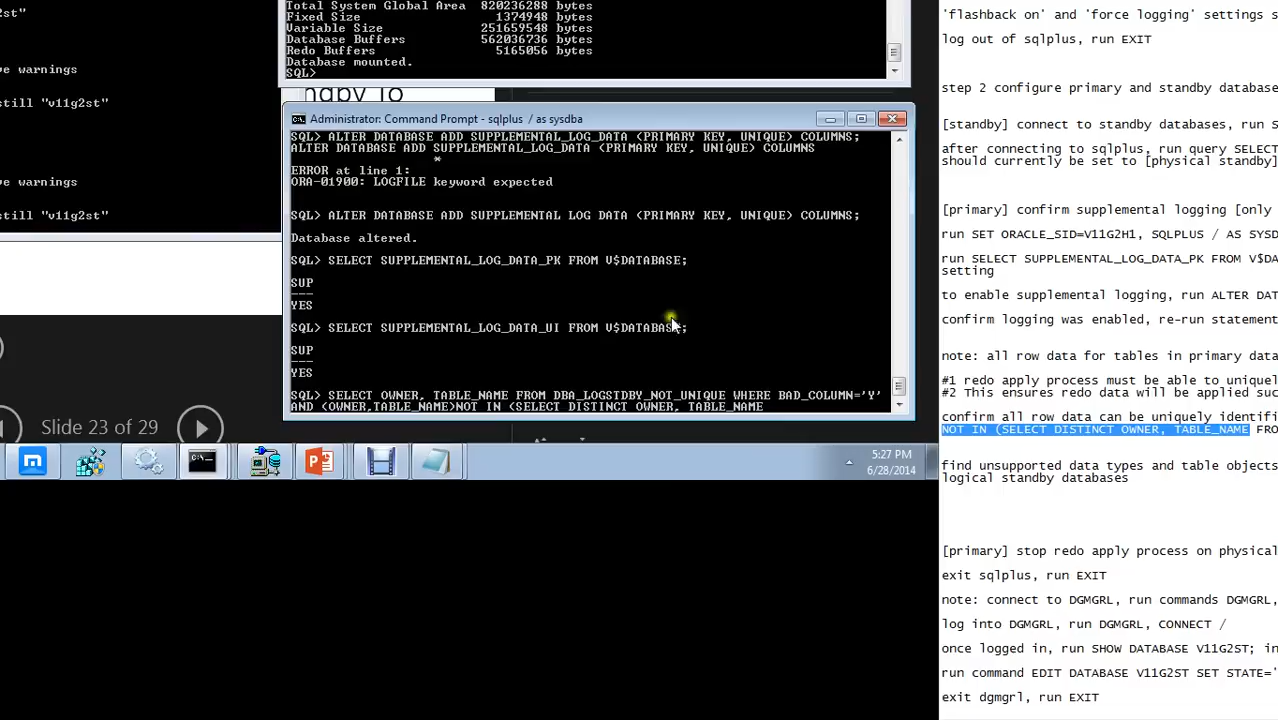 st"
ve warnings
still "v11g2st"
ve warnings
still "v11g2st"
Total System Global Area 820236288 bytes
Fixed Size 1374948 bytes
Variable Size 251659548 bytes
Database Buffers 562036736 bytes
Redo Buffers 5165056 bytes
Database mounted.
SQL>
Administrator: Command Prompt - sqlplus / as sysdba
SQL> ALTER DATABASE ADD SUPPLEMENTAL_LOG_DATA (PRIMARY KEY, UNIQUE) COLUMNS;
ALTER DATABASE ADD SUPPLEMENTAL_LOG_DATA (PRIMARY KEY, UNIQUE) COLUMNS
*
ERROR at line 1:
ORA-01900: LOGFILE keyword expected
SQL> ALTER DATABASE ADD SUPPLEMENTAL LOG DATA (PRIMARY KEY, UNIQUE) COLUMNS;
Database altered.
SQL> SELECT SUPPLEMENTAL_LOG_DATA_PK FROM V$DATABASE;
SUP
---
YES
SQL> SELECT SUPPLEMENTAL_LOG_DATA_UI FROM V$DATABASE;
SUP
---
YES
SQL> SELECT OWNER, TABLE_NAME FROM DBA_LOGSTDBY_NOT_UNIQUE WHERE BAD_COLUMN='Y'
AND (OWNER,TABLE_NAME)NOT IN (SELECT DISTINCT OWNER, TABLE_NAME
Slide 23 of 29
5:27 PM
6/28/2014
'flashback on' and 'force logging' settings s
log out of sqlplus, run EXIT
step 2 configure primary and standby database
[standby] connect to standby databases, run S
after connecting to sqlplus, run query SELECT
should currently be set to [physical standby]
[primary] confirm supplemental logging [only
run SET ORACLE_SID=V11G2H1, SQLPLUS / AS SYSD
run SELECT SUPPLEMENTAL_LOG_DATA_PK FROM V$DA
setting
to enable supplemental logging, run ALTER DAT
confirm logging was enabled, re-run statement
note: all row data for tables in primary data
#1 redo apply process must be able to uniquel
#2 This ensures redo data will be applied suc
confirm all row data can be uniquely identifi
NOT IN (SELECT DISTINCT OWNER, TABLE_NAME FRO
find unsupported data types and table objects
logical standby databases
[primary] stop redo apply process on physical
exit sqlplus, run EXIT
note: connect to DGMGRL, run commands DGMGRL,
log into DGMGRL, run DGMGRL, CONNECT /
once logged in, run SHOW DATABASE V11G2ST; in
run command EDIT DATABASE V11G2ST SET STATE='
exit dgmgrl, run EXIT